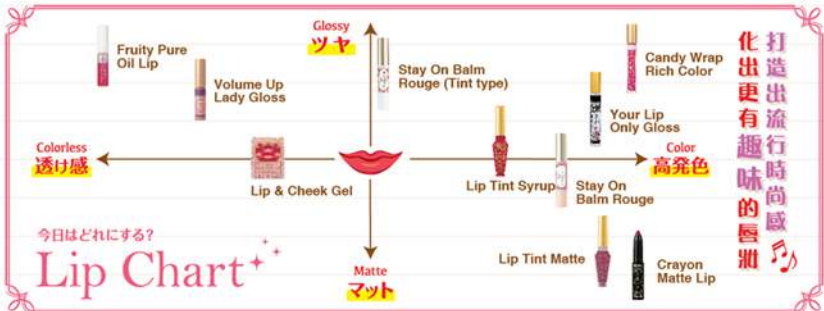 Glossy
ツヤ
Fruity Pure
Oil Lip
Volume Up
Lady Gloss
Stay On Balm
Rouge (Tint type)
Candy Wrap
Rich Color
Your Lip
Only Gloss
Colorless
透け感
Color
高発色
Lip & Cheek Gel
Lip Tint Syrup
Stay On
Balm Rouge
Lip Tint Matte
Crayon
Matte Lip
Matte
マット
今日はどれにする?
Lip Chart
打造出流行時尚感
化出更有趣味的唇妝